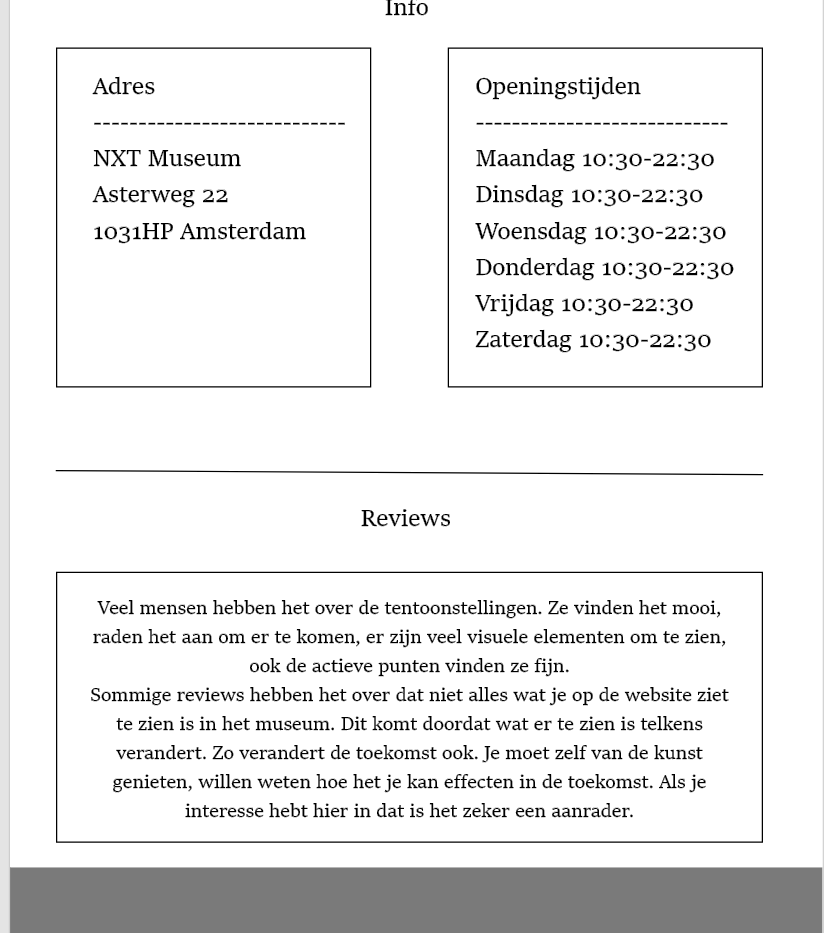 Info
Adres
----------------------------
NXT Museum
Asterweg 22
1031HP Amsterdam
Openingstijden
----------------------------
Maandag 10:30-22:30
Dinsdag 10:30-22:30
Woensdag 10:30-22:30
Donderdag 10:30-22:30
Vrijdag 10:30-22:30
Zaterdag 10:30-22:30
Reviews
Veel mensen hebben het over de tentoonstellingen. Ze vinden het mooi,
raden het aan om er te komen, er zijn veel visuele elementen om te zien,
ook de actieve punten vinden ze fijn.
Sommige reviews hebben het over dat niet alles wat je op de website ziet
te zien is in het museum. Dit komt doordat wat er te zien is telkens
verandert. Zo verandert de toekomst ook. Je moet zelf van de kunst
genieten, willen weten hoe het je kan effecten in de toekomst. Als je
interesse hebt hier in dat is het zeker een aanrader.